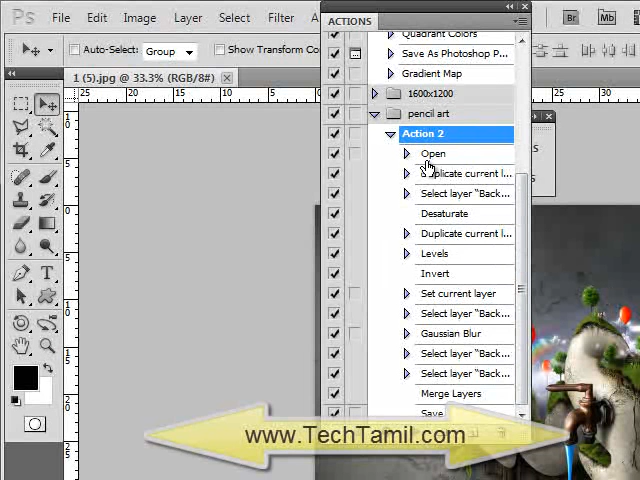 Ps
File
Edit
Image
Layer
Select
Filter
Br
Mb
ACTIONS
Auto-Select:
Group
Show Transform Co
1 (5).jpg @ 33.3% (RGB/8#)
25
20
15
10
5
30
Quadrant Colors
Save As Photoshop P...
Gradient Map
1600x1200
pencil art
Action 2
Open
Duplicate current l...
Select layer "Back...
Desaturate
Duplicate current l...
Levels
Invert
Set current layer
Select layer "Back...
Gaussian Blur
Select layer "Back...
Select layer "Back...
Merge Layers
Save
www.TechTamil.com